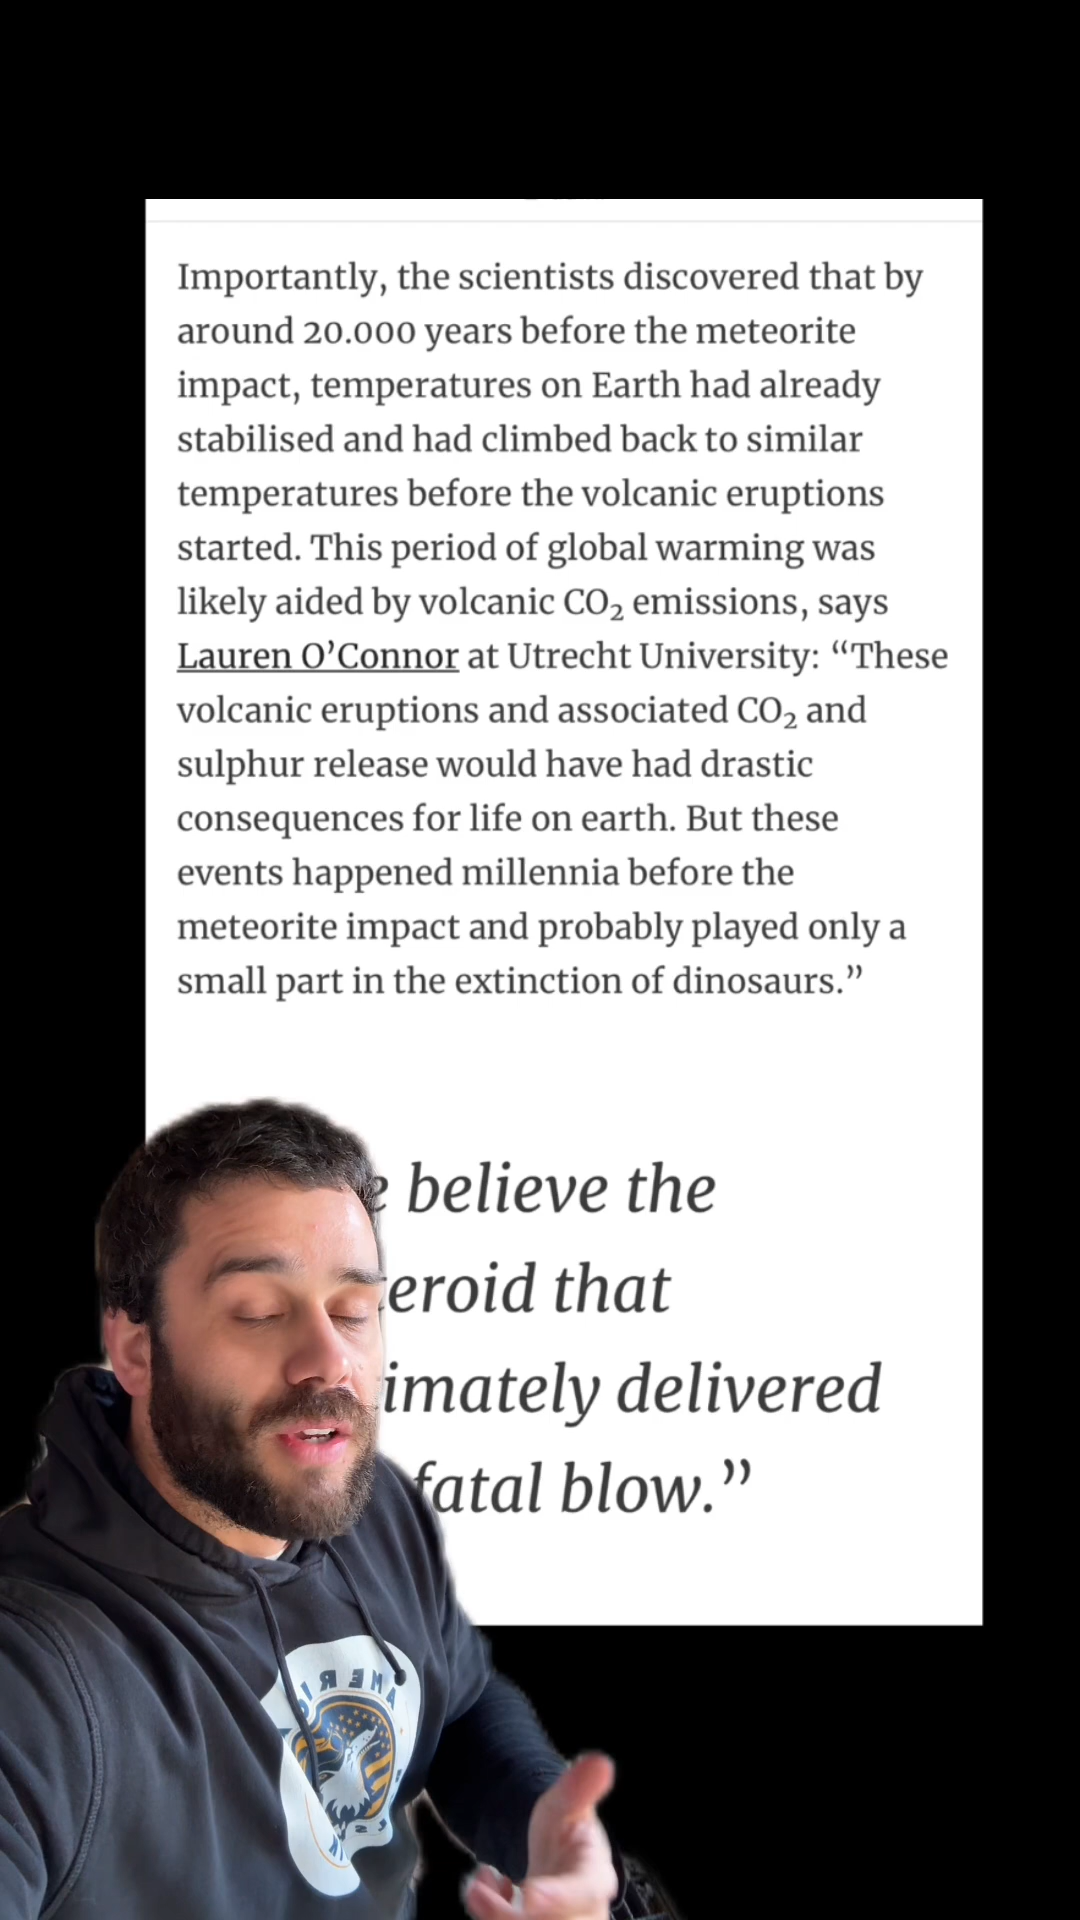 Importantly, the scientists discovered that by
around 20.000 years before the meteorite
impact, temperatures on Earth had already
stabilised and had climbed back to similar
temperatures before the volcanic eruptions
started. This period of global warming was
likely aided by volcanic CO₂ emissions, says
Lauren O’Connor at Utrecht University: “These
volcanic eruptions and associated CO₂ and
sulphur release would have had drastic
consequences for life on earth. But these
events happened millennia before the
meteorite impact and probably played only a
small part in the extinction of dinosaurs.”
believe the
that
delivered
fatal blow.”